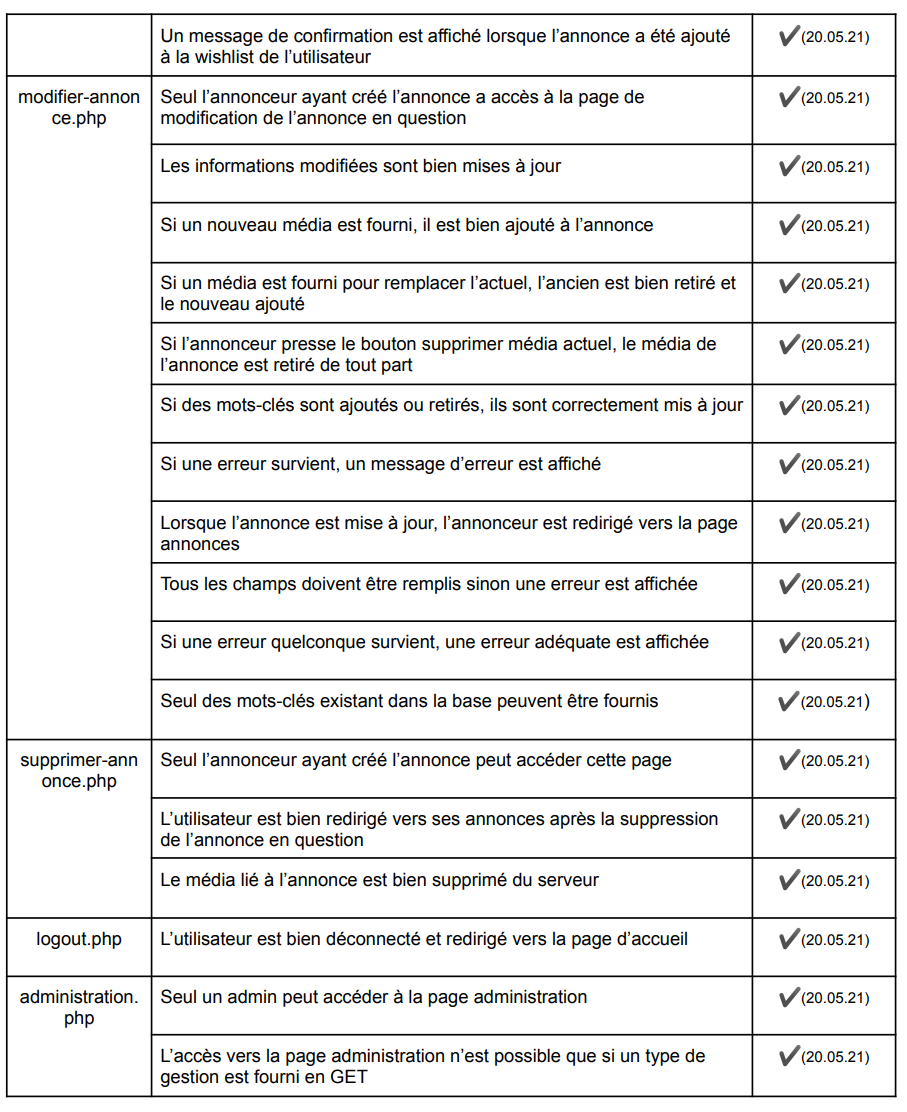 Un message de confirmation est affiché lorsque l’annonce a été ajouté
à la wishlist de l’utilisateur
✔(20.05.21)
modifier-annon
ce.php
Seul l’annonceur ayant créé l’annonce a accès à la page de
modification de l’annonce en question
✔(20.05.21)
Les informations modifiées sont bien mises à jour
✔(20.05.21)
Si un nouveau média est fourni, il est bien ajouté à l’annonce
✔(20.05.21)
Si un média est fourni pour remplacer l’actuel, l’ancien est bien retiré et
le nouveau ajouté
✔(20.05.21)
Si l’annonceur presse le bouton supprimer média actuel, le média de
l’annonce est retiré de tout part
✔(20.05.21)
Si des mots-clés sont ajoutés ou retirés, ils sont correctement mis à jour
✔(20.05.21)
Si une erreur survient, un message d’erreur est affiché
✔(20.05.21)
Lorsque l’annonce est mise à jour, l’annonceur est redirigé vers la page
annonces
✔(20.05.21)
Tous les champs doivent être remplis sinon une erreur est affichée
✔(20.05.21)
Si une erreur quelconque survient, une erreur adéquate est affichée
✔(20.05.21)
Seul des mots-clés existant dans la base peuvent être fournis
✔(20.05.21)
supprimer-ann
once.php
Seul l’annonceur ayant créé l’annonce peut accéder cette page
✔(20.05.21)
L’utilisateur est bien redirigé vers ses annonces après la suppression
de l’annonce en question
✔(20.05.21)
Le média lié à l’annonce est bien supprimé du serveur
✔(20.05.21)
logout.php
L’utilisateur est bien déconnecté et redirigé vers la page d’accueil
✔(20.05.21)
administration.
php
Seul un admin peut accéder à la page administration
✔(20.05.21)
L’accès vers la page administration n’est possible que si un type de
gestion est fourni en GET
✔(20.05.21)